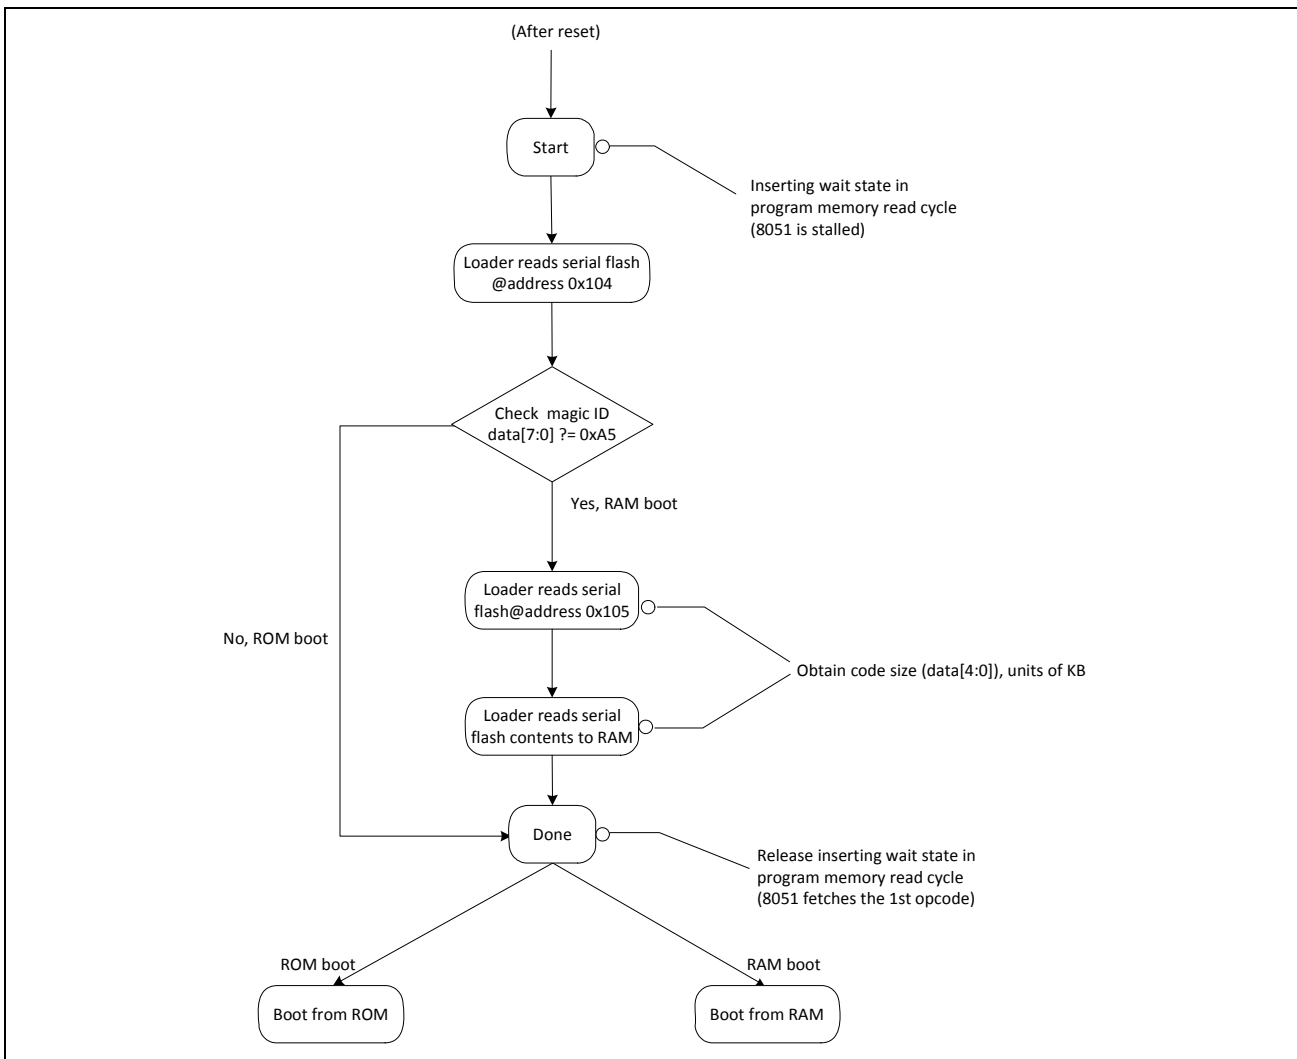 (After reset)
Start
Inserting wait state in
program memory read cycle
(8051 is stalled)
Loader reads serial flash
@address 0x104
Check  magic ID
data[7:0] ?= 0xA5
Yes, RAM boot
Loader reads serial
flash@address 0x105
No, ROM boot
Obtain code size (data[4:0]), units of KB
Loader reads serial
flash contents to RAM
Done
Release inserting wait state in
program memory read cycle
(8051 fetches the 1st opcode)
ROM boot
RAM boot
Boot from ROM
Boot from RAM